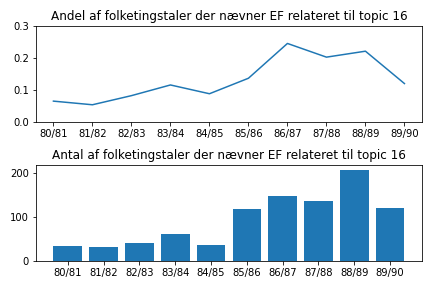 Andel af folketingstaler der nævner EF relateret til topic 16
0.3
0.2
0.1
0.0
80/81 81/82 82/83 83/84 84/85 85/86 86/87 87/88 88/89 89/90
Antal af folketingstaler der nævner EF relateret til topic 16
200
100
0
80/81 81/82 82/83 83/84 84/85 85/86 86/87 87/88 88/89 89/90